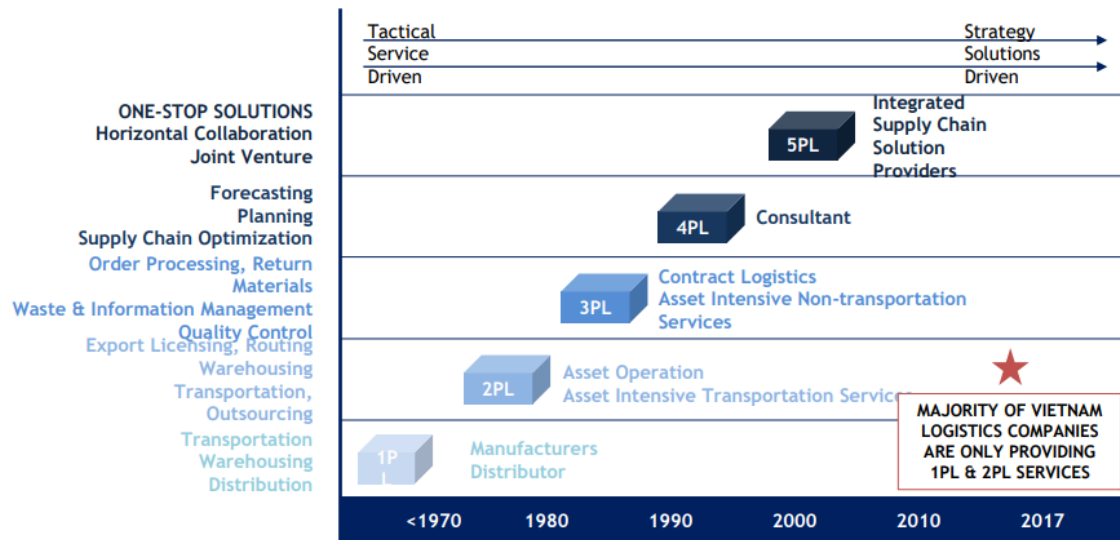 Tactical
Service
Driven
Strategy
Solutions
Driven
ONE-STOP SOLUTIONS
Horizontal Collaboration
Joint Venture
5PL
Integrated
Supply Chain
Solution
Providers
Forecasting
Planning
Supply Chain Optimization
4PL
Consultant
Order Processing, Return
Materials
Waste & Information Management
Quality Control
3PL
Contract Logistics
Asset Intensive Non-transportation
Services
Export Licensing, Routing
Warehousing
Transportation,
Outsourcing
2PL
Asset Operation
Asset Intensive Transportation Services
MAJORITY OF VIETNAM
LOGISTICS COMPANIES
ARE ONLY PROVIDING
1PL & 2PL SERVICES
Transportation
Warehousing
Distribution
1P
L
Manufacturers
Distributor
<1970 1980 1990 2000 2010 2017